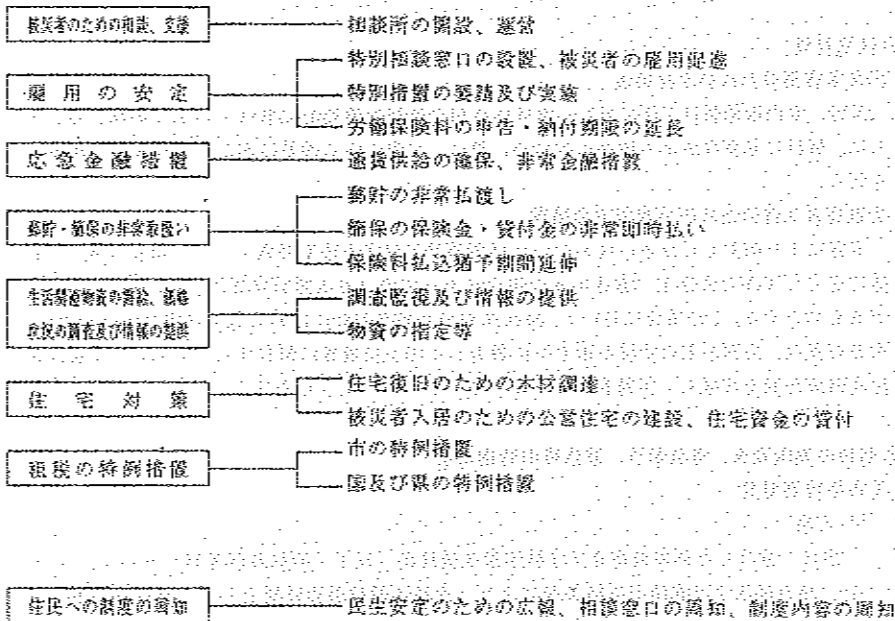 被災者のための相談、支援
相談所の開設、運営
特別相談窓口の設置、被災者の雇用配慮
雇用の安定
特別措置の要請及び実施
労働保険料の申告・納付期限の延長
応急金融措置
通貨供給の確保、非常金融措置
郵貯の非常払渡し
郵貯・簡保の非常取扱い
簡保の保険金・貸付金の非常即時払い
保険料払込猶予期間延伸
生活関連物資の需給、価格
状況の調査及び情報の提供
調査監視及び情報の提供
物資の指定等
住宅対策
住宅復旧のための木材調達
被災者入居のための公営住宅の建設、住宅資金の貸付
租税の特例措置
市の特例措置
国及び県の特例措置
住民への制度の周知
民生安定のための広報、相談窓口の周知、制度内容の周知